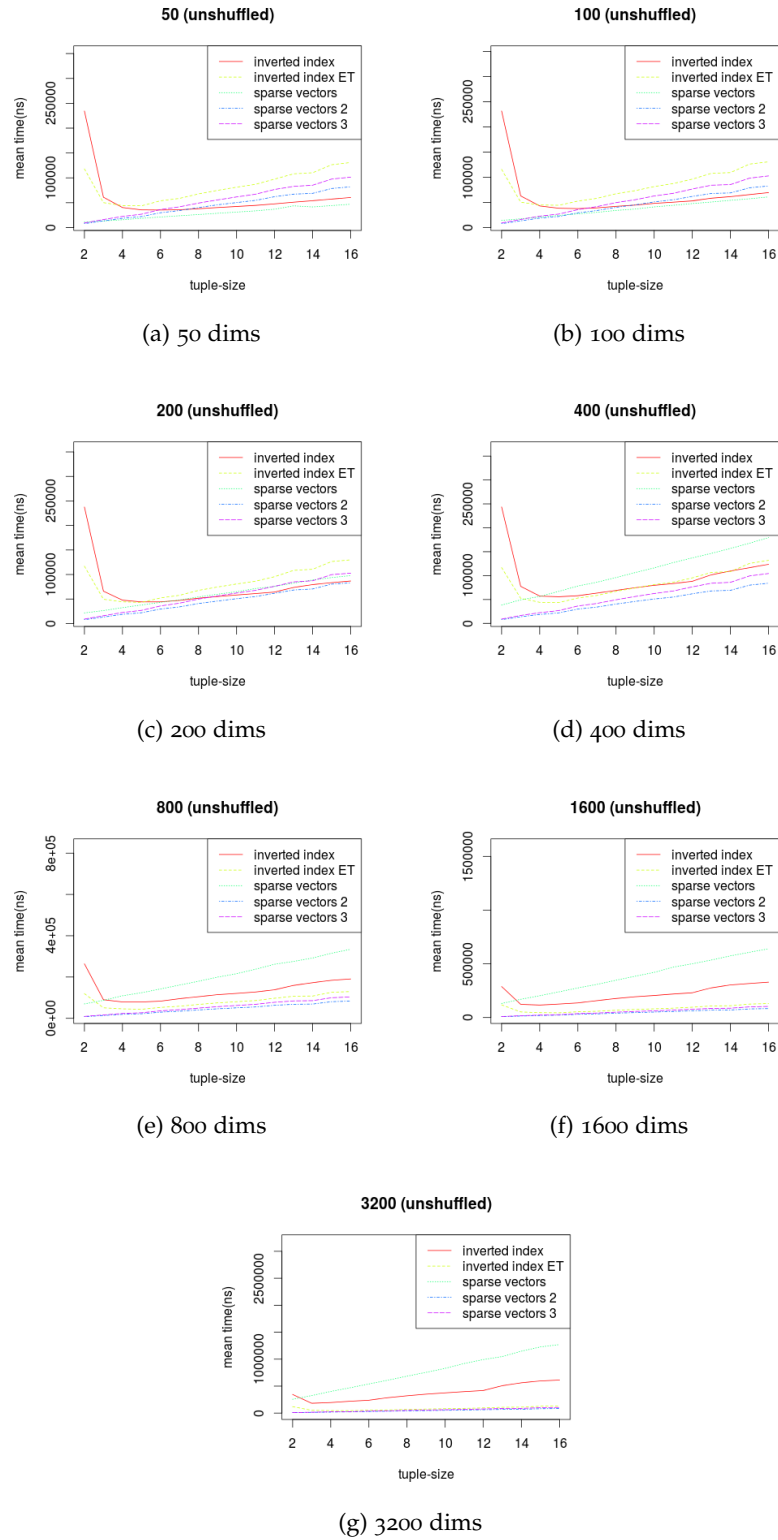 50 (unshuffled)
mean time(ns)
0 100000 250000
inverted index
inverted index ET
sparse vectors
sparse vectors 2
sparse vectors 3
2 4 6 8 10 12 14 16
tuple-size
(a) 50 dims
100 (unshuffled)
mean time(ns)
0 100000 250000
inverted index
inverted index ET
sparse vectors
sparse vectors 2
sparse vectors 3
2 4 6 8 10 12 14 16
tuple-size
(b) 100 dims
200 (unshuffled)
mean time(ns)
0 100000 250000
inverted index
inverted index ET
sparse vectors
sparse vectors 2
sparse vectors 3
2 4 6 8 10 12 14 16
tuple-size
(c) 200 dims
400 (unshuffled)
mean time(ns)
0 100000 250000
inverted index
inverted index ET
sparse vectors
sparse vectors 2
sparse vectors 3
2 4 6 8 10 12 14 16
tuple-size
(d) 400 dims
800 (unshuffled)
mean time(ns)
0e+00 4e+05 8e+05
inverted index
inverted index ET
sparse vectors
sparse vectors 2
sparse vectors 3
2 4 6 8 10 12 14 16
tuple-size
(e) 800 dims
1600 (unshuffled)
mean time(ns)
0 500000 1500000
inverted index
inverted index ET
sparse vectors
sparse vectors 2
sparse vectors 3
2 4 6 8 10 12 14 16
tuple-size
(f) 1600 dims
3200 (unshuffled)
mean time(ns)
0 1000000 2500000
inverted index
inverted index ET
sparse vectors
sparse vectors 2
sparse vectors 3
2 4 6 8 10 12 14 16
tuple-size
(g) 3200 dims